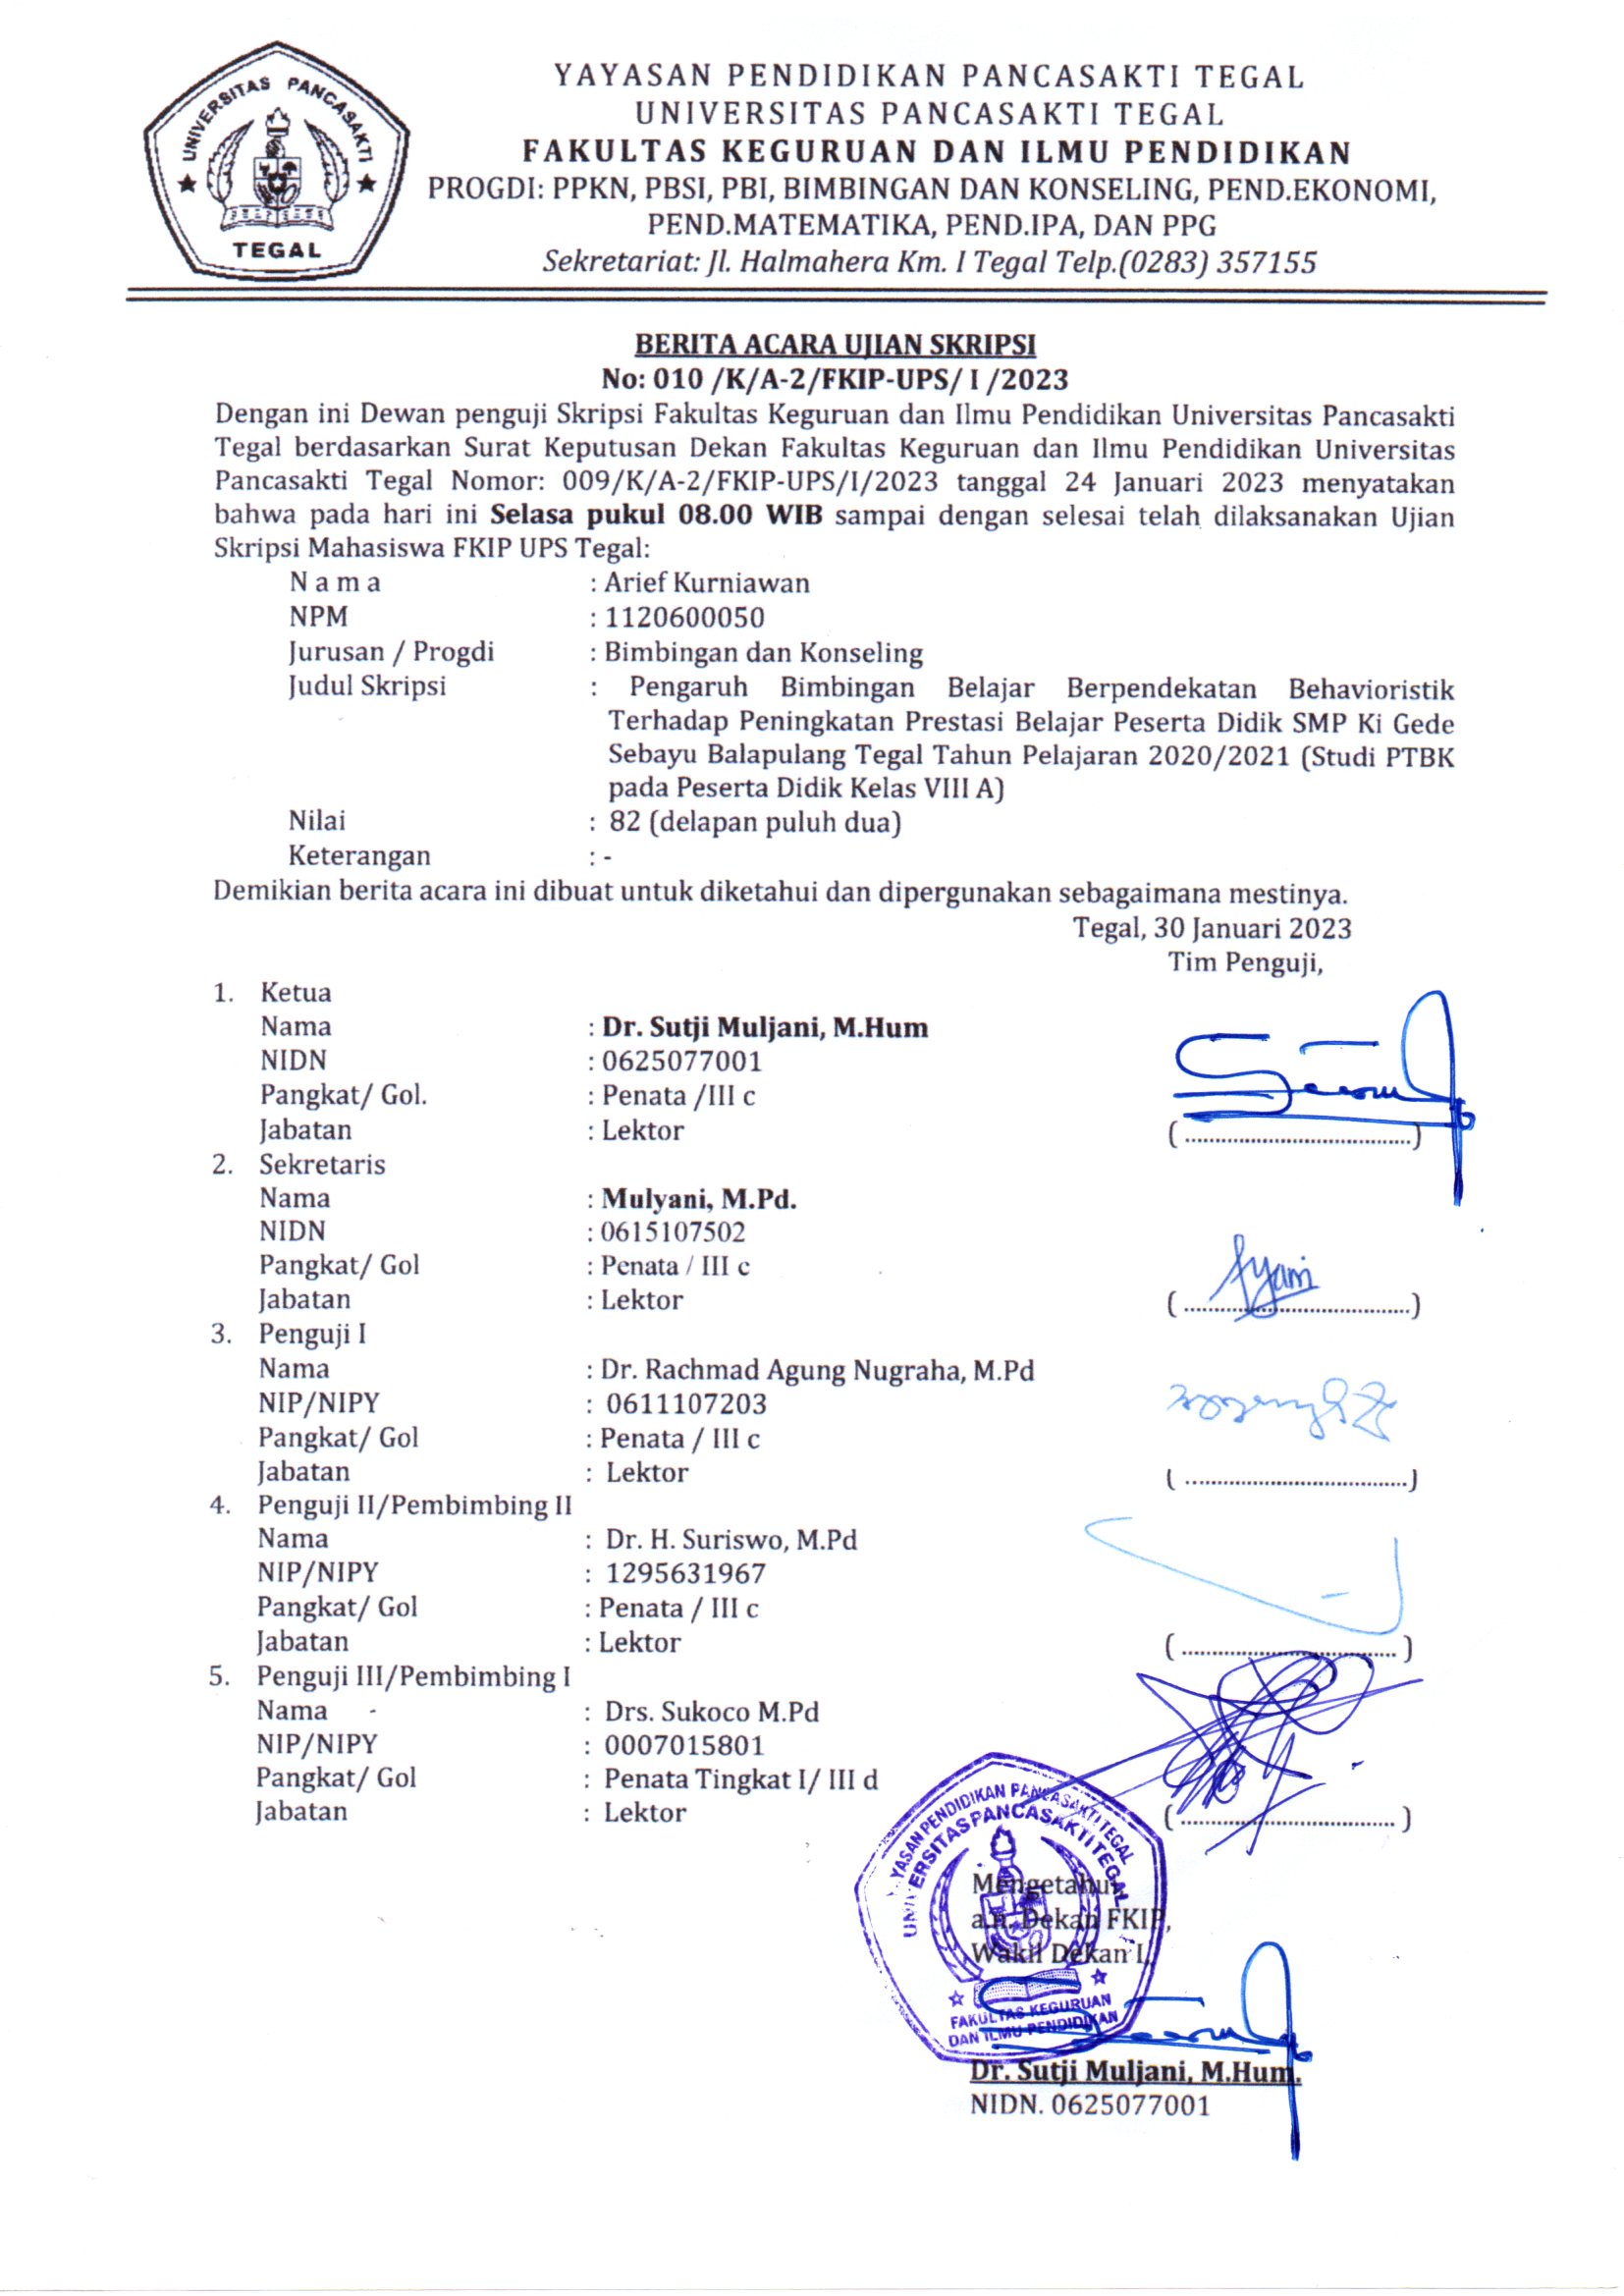 UNIVERSITAS PANCASAKTI
TEGAL
YAYASAN PENDIDIKAN PANCASAKTI TEGAL
UNIVERSITAS PANCASAKTI TEGAL
FAKULTAS KEGURUAN DAN ILMU PENDIDIKAN
PROGDI: PPKN, PBSI, PBI, BIMBINGAN DAN KONSELING, PEND.EKONOMI,
PEND.MATEMATIKA, PEND.IPA, DAN PPG
Sekretariat: Jl. Halmahera Km. I Tegal Telp.(0283) 357155
BERITA ACARA UJIAN SKRIPSI
No: 010 /K/A-2/FKIP-UPS/ I /2023
Dengan ini Dewan penguji Skripsi Fakultas Keguruan dan Ilmu Pendidikan Universitas Pancasakti
Tegal berdasarkan Surat Keputusan Dekan Fakultas Keguruan dan Ilmu Pendidikan Universitas
Pancasakti Tegal Nomor: 009/K/A-2/FKIP-UPS/I/2023 tanggal 24 Januari 2023 menyatakan
bahwa pada hari ini Selasa pukul 08.00 WIB sampai dengan selesai telah dilaksanakan Ujian
Skripsi Mahasiswa FKIP UPS Tegal:
N a m a : Arief Kurniawan
NPM : 1120600050
Jurusan / Progdi : Bimbingan dan Konseling
Judul Skripsi : Pengaruh Bimbingan Belajar Berpendekatan Behavioristik
Terhadap Peningkatan Prestasi Belajar Peserta Didik SMP Ki Gede
Sebayu Balapulang Tegal Tahun Pelajaran 2020/2021 (Studi PTBK
pada Peserta Didik Kelas VIII A)
Nilai : 82 (delapan puluh dua)
Keterangan : -
Demikian berita acara ini dibuat untuk diketahui dan dipergunakan sebagaimana mestinya.
Tegal, 30 Januari 2023
Tim Penguji,
1. Ketua
Nama : Dr. Sutji Muljani, M.Hum
NIDN : 0625077001
Pangkat/ Gol. : Penata /III c
Jabatan : Lektor ( ......................................)
2. Sekretaris
Nama : Mulyani, M.Pd.
NIDN : 0615107502
Pangkat/ Gol : Penata / III c
Jabatan : Lektor ( ......................................)
3. Penguji I
Nama : Dr. Rachmad Agung Nugraha, M.Pd
NIP/NIPY : 0611107203
Pangkat/ Gol : Penata / III c
Jabatan : Lektor ( ......................................)
4. Penguji II/Pembimbing II
Nama : Dr. H. Suriswo, M.Pd
NIP/NIPY : 1295631967
Pangkat/ Gol : Penata / III c
Jabatan : Lektor ( .................................... )
5. Penguji III/Pembimbing I
Nama : Drs. Sukoco M.Pd
NIP/NIPY : 0007015801
Pangkat/ Gol : Penata Tingkat I/ III d
Jabatan : Lektor ( .................................... )
YASAN PENDIDIKAN PANCASAKTI TEGAL
UNIVERSITAS PANCASAKTI TEGAL
FAKULTAS KEGURUAN
DAN ILMU PENDIDIKAN
Mengetahui
a.n. Dekan FKIP,
Wakil Dekan I,
Dr. Sutji Muljani, M.Hum.
NIDN. 0625077001